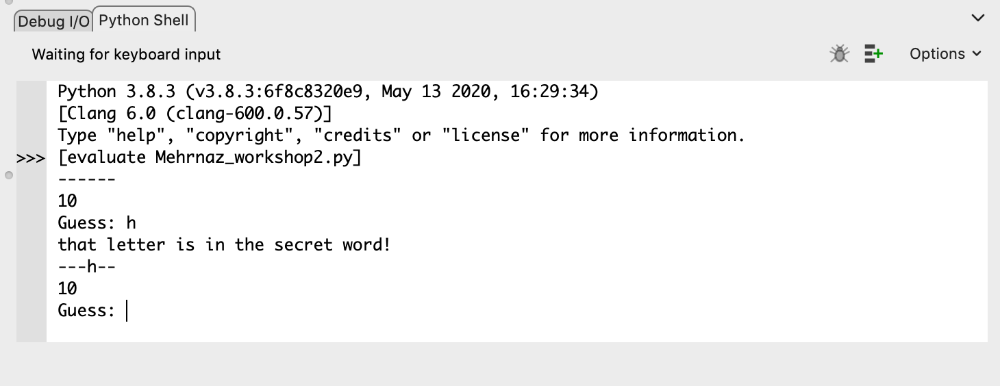 Debug I/O Python Shell
Waiting for keyboard input Options
Python 3.8.3 (v3.8.3:6f8c8320e9, May 13 2020, 16:29:34)
[Clang 6.0 (clang-600.0.57)]
Type "help", "copyright", "credits" or "license" for more information.
>>> [evaluate Mehrnaz_workshop2.py]
------
10
Guess: h
that letter is in the secret word!
---h--
10
Guess: